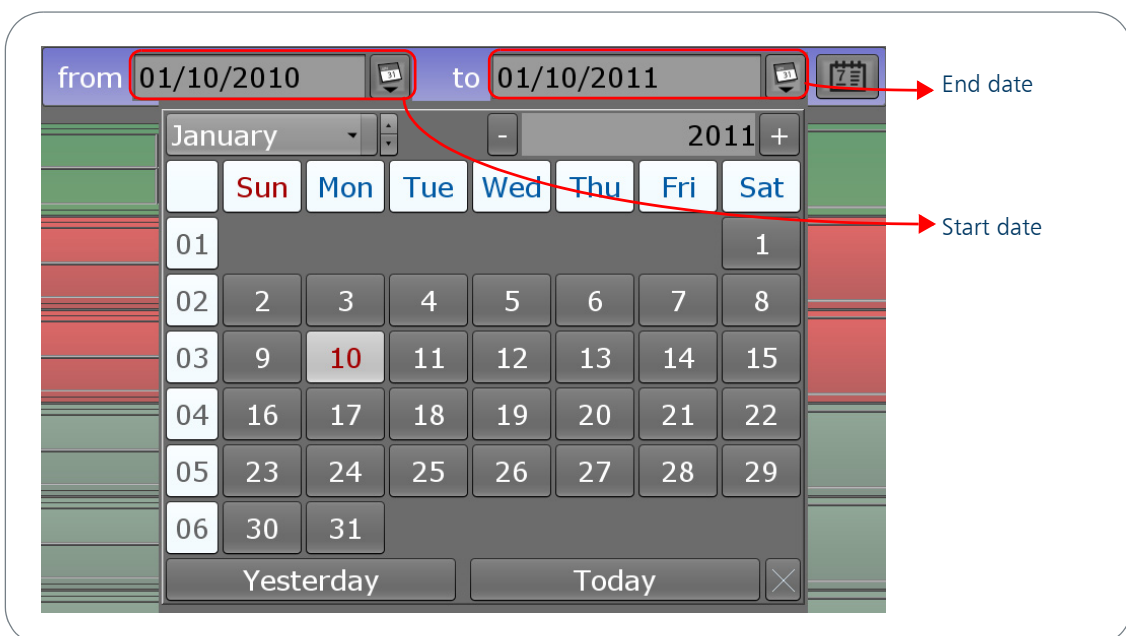 from 01/10/2010 to 01/10/2011 End date
January - 2011 +
Sun Mon Tue Wed Thu Fri Sat
Start date
01 1
02 2 3 4 5 6 7 8
03 9 10 11 12 13 14 15
04 16 17 18 19 20 21 22
05 23 24 25 26 27 28 29
06 30 31
Yesterday Today